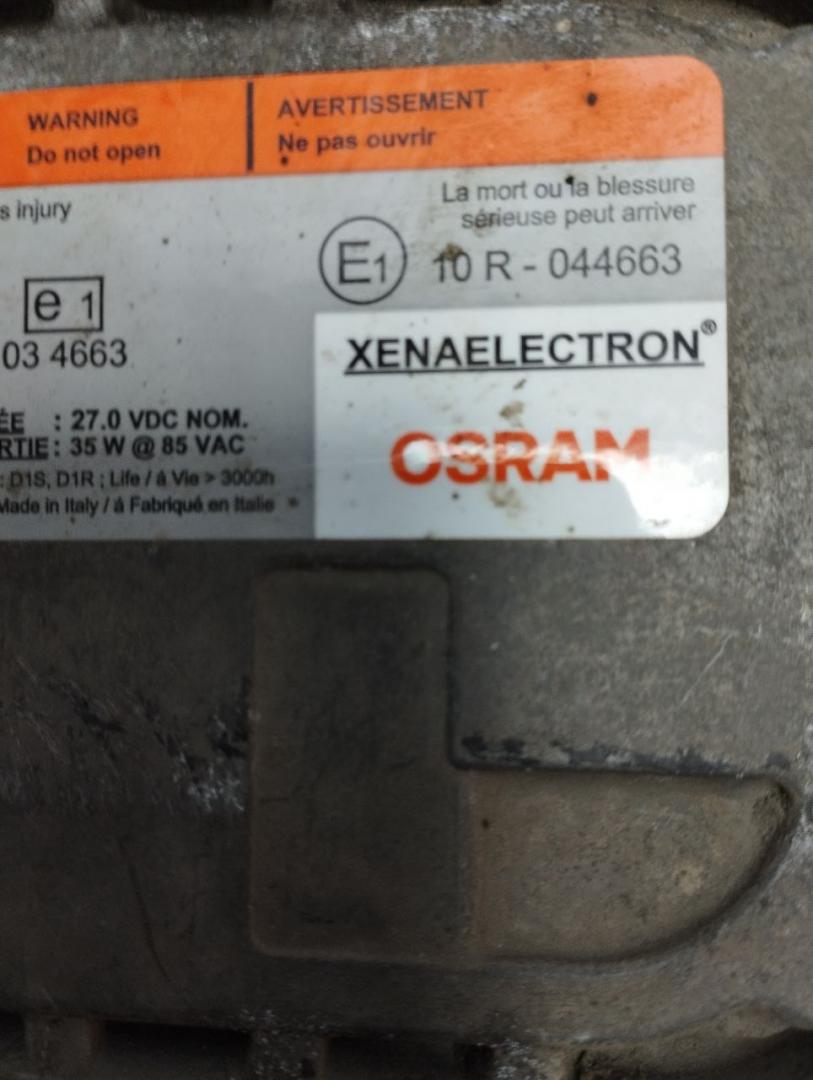 WARNING
Do not open
AVERTISSEMENT
Ne pas ouvrir
s injury
La mort ou la blessure
sérieuse peut arriver
E1 10 R - 044663
e 1
03 4663
XENAELECTRON®
OSRAM
ÉE : 27.0 VDC NOM.
RTIE : 35 W @ 85 VAC
: D1S, D1R ; Life / á Vie > 3000h
Made in Italy / á Fabriqué en Italie